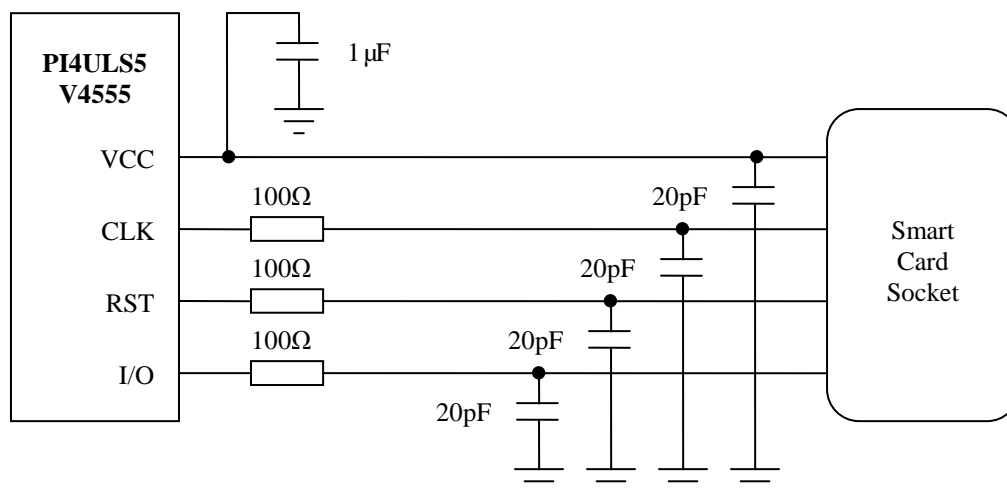 PI4ULS5
V4555
1 µF
VCC
100Ω
20pF
CLK
100Ω
20pF
Smart
Card
Socket
RST
100Ω
20pF
I/O
20pF